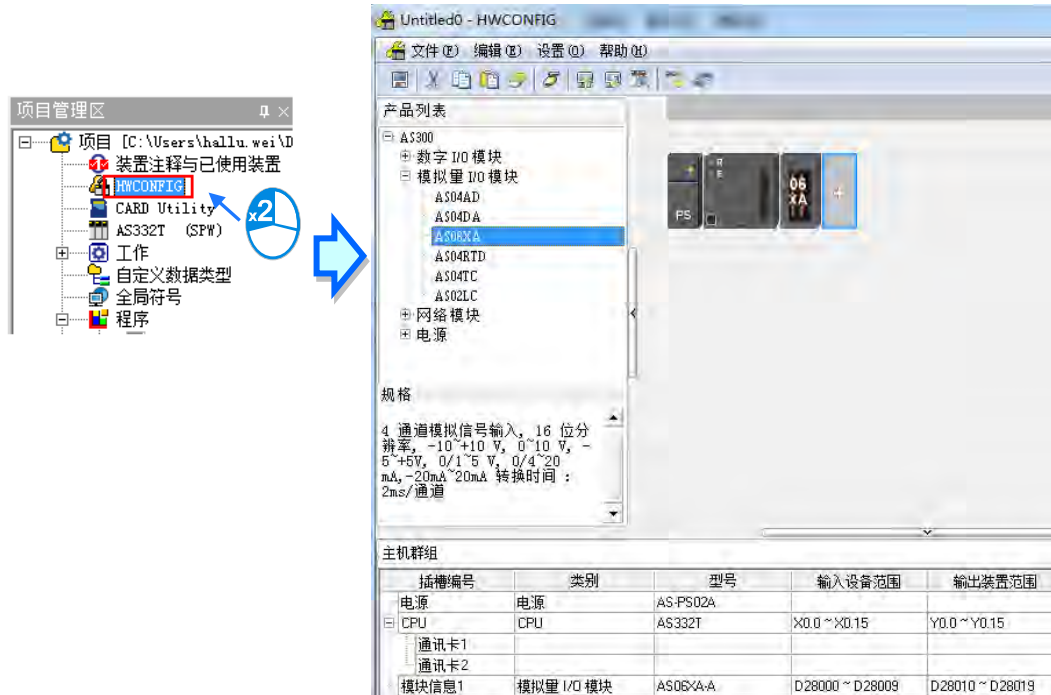 项目管理区
项目 [C:\Users\hallu.wei\D
装置注释与已使用装置
HWCONFIG
CARD Utility
AS332T (SPW)
工作
自定义数据类型
全局符号
程序
x2
Untitled0 - HWCONFIG
文件(F) 编辑(E) 设置(O) 帮助(H)
产品列表
AS300
数字 I/O 模块
模拟量 I/O 模块
AS04AD
AS04DA
AS06XA
AS04RTD
AS04TC
AS02LC
网络模块
电源
PS
R
E
06
XA
+
规格
4 通道模拟信号输入, 16 位分
辨率, -10~+10 V, 0~10 V, -
5~+5V, 0/1~5 V, 0/4~20
mA,-20mA~20mA 转换时间 :
2ms/通道
主机群组
插槽编号 类别 型号 输入设备范围 输出装置范围
电源 电源 AS-PS02A
CPU CPU AS332T X0.0 ~ X0.15 Y0.0 ~ Y0.15
通讯卡1
通讯卡2
模块信息1 模拟量 I/O 模块 AS06XA-A D28000 ~ D28009 D28010 ~ D28019